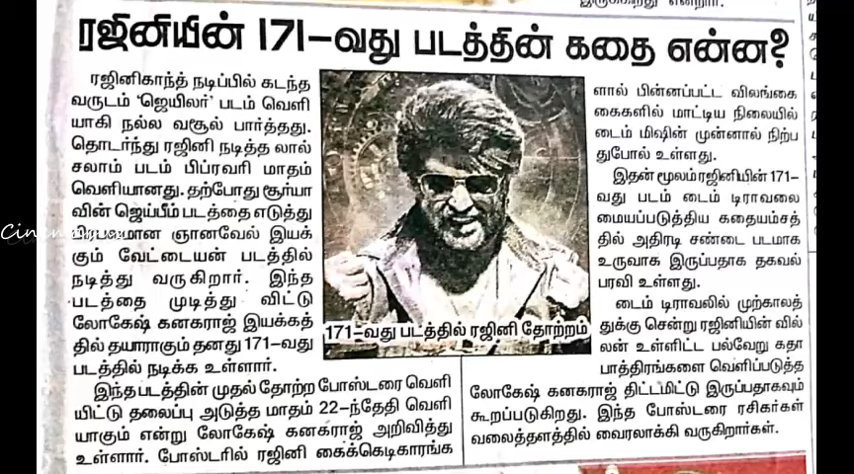 ரஜினியின் 171-வது படத்தின் கதை என்ன?
ரஜினிகாந்த் நடிப்பில் கடந்த
வருடம் 'ஜெயிலர்' படம் வெளி
யாகி நல்ல வசூல் பார்த்தது.
தொடர்ந்து ரஜினி நடித்த லால்
சலாம் படம் பிப்ரவரி மாதம்
வெளியானது. தற்போது சூர்யா
வின் ஜெய்பீம் படத்தை எடுத்து
மான ஞானவேல் இயக்
கும் வேட்டையன் படத்தில்
நடித்து வருகிறார். இந்த
படத்தை முடித்து விட்டு
லோகேஷ் கனகராஜ் இயக்கத்
தில் தயாராகும் தனது 171-வது
படத்தில் நடிக்க உள்ளார்.
இந்த படத்தின் முதல் தோற்ற போஸ்டரை வெளி
யிட்டு தலைப்பு அடுத்த மாதம் 22-ந்தேதி வெளி
யாகும் என்று லோகேஷ் கனகராஜ் அறிவித்து
உள்ளார். போஸ்டரில் ரஜினி கைக்கெடிகாரங்க
171-வது படத்தில் ரஜினி தோற்றம்
ளால் பின்னப்பட்ட விலங்கை
கைகளில் மாட்டிய நிலையில்
டைம் மிஷின் முன்னால் நிற்ப
துபோல் உள்ளது.
இதன் மூலம் ரஜினியின் 171-
வது படம் டைம் டிராவலை
மையப்படுத்திய கதையம்சத்
தில் அதிரடி சண்டை படமாக
உருவாக இருப்பதாக தகவல்
பரவி உள்ளது.
டைம் டிராவலில் முற்காலத்
துக்கு சென்று ரஜினியின் வில்
லன் உள்ளிட்ட பல்வேறு கதா
பாத்திரங்களை வெளிப்படுத்த
லோகேஷ் கனகராஜ் திட்டமிட்டு இருப்பதாகவும்
கூறப்படுகிறது. இந்த போஸ்டரை ரசிகர்கள்
வலைத்தளத்தில் வைரலாக்கி வருகிறார்கள்.